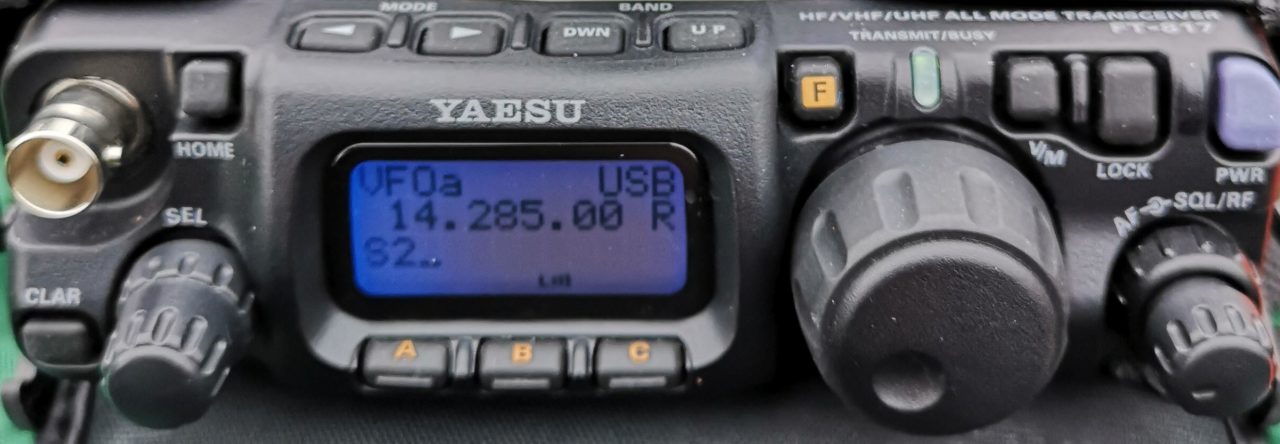 MODE
BAND
DWN
UP
HF/VHF/UHF ALL MODE TRANSCEIVER
FT-817
TRANSMIT/BUSY
F
YAESU
HOME
V/M
LOCK
PWR
VFOa USB
14.285.00 R
S2
SEL
AF
SQL/RF
CLAR
A
B
C